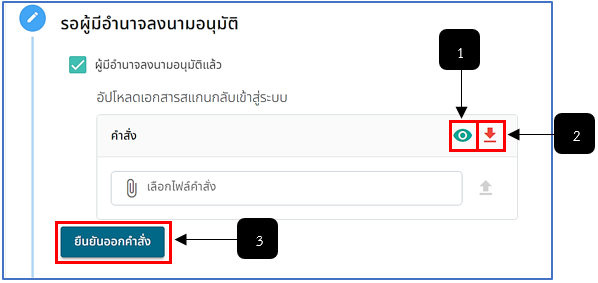 รอผู้มีอำนาจลงนามอนุมัติ
1
ผู้มีอำนาจลงนามอนุมัติแล้ว
อัปโหลดเอกสารสแกนกลับเข้าสู่ระบบ
คำสั่ง
2
เลือกไฟล์คำสั่ง
ยืนยันออกคำสั่ง
3